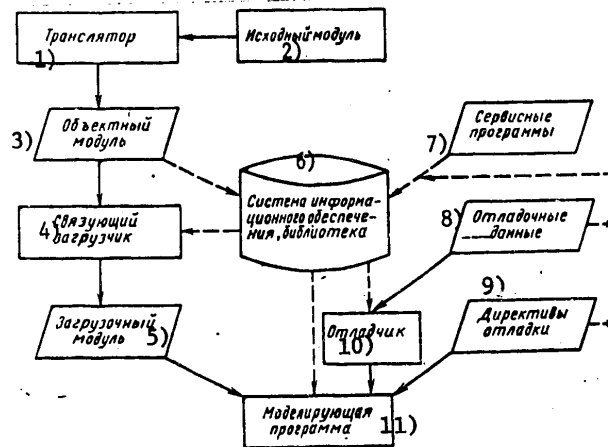 Транслятор
1)
Исходный модуль
2)
3)
Объектный
модуль
6)
7)
Сервисные
программы
4)
Связующий
загрузчик
Система информа-
ционного обеспече-
ния, библиотека
8)
Отладочные
данные
9)
Загрузочный
модуль
5)
Отладчик
10)
Директивы
отладки
Моделирующая
программа
11)